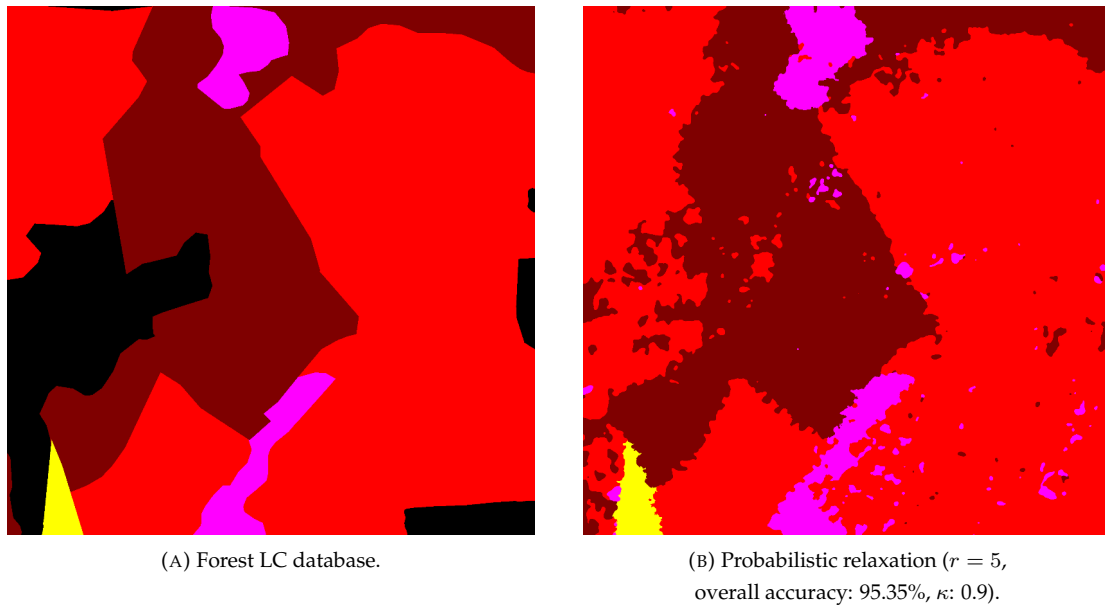 (A) Forest LC database.
(B) Probabilistic relaxation (r = 5,
overall accuracy: 95.35%, κ: 0.9).